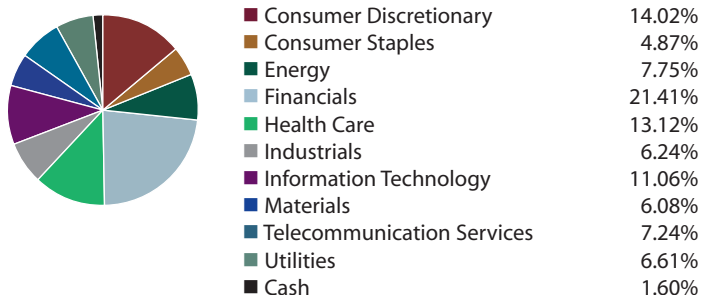 Consumer Discretionary 14.02%
Consumer Staples 4.87%
Energy 7.75%
Financials 21.41%
Health Care 13.12%
Industrials 6.24%
Information Technology 11.06%
Materials 6.08%
Telecommunication Services 7.24%
Utilities 6.61%
Cash 1.60%